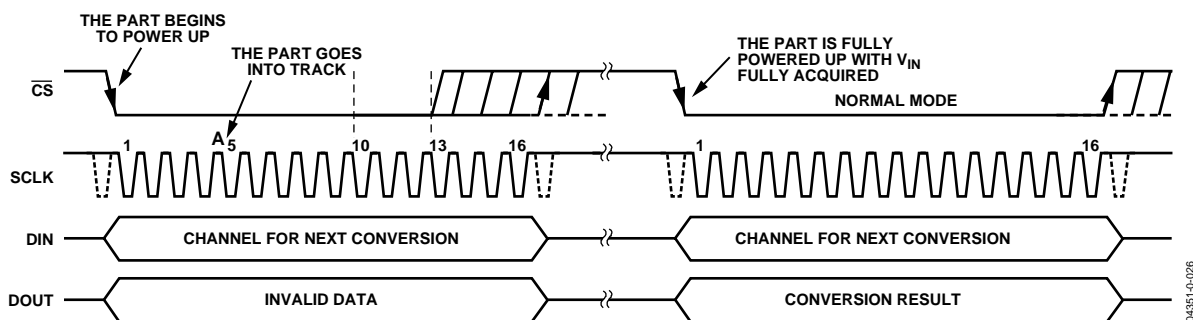 THE PART BEGINS
TO POWER UP
THE PART GOES
INTO TRACK
THE PART IS FULLY
POWERED UP WITH VIN
FULLY ACQUIRED
CS
NORMAL MODE
1 A 5 10 13 16 1 16
SCLK
DIN CHANNEL FOR NEXT CONVERSION CHANNEL FOR NEXT CONVERSION
DOUT INVALID DATA CONVERSION RESULT
04351-0-026